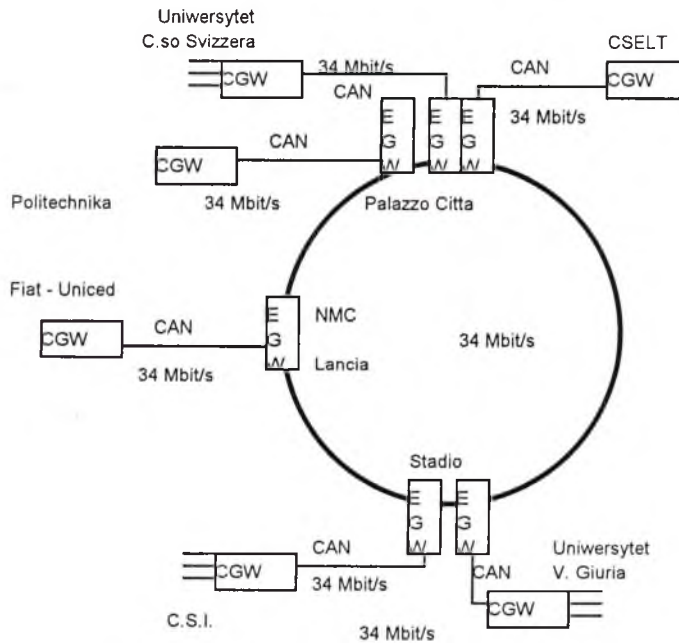 Uniwersytet
C.so Svizzera
CSELT
34 Mbit/s
CAN
CGW
CAN
CGW
34 Mbit/s
E
G
W
E
G
W
E
G
W
CAN
CGW
34 Mbit/s
Palazzo Citta
Politechnika
Fiat - Uniced
CGW
CAN
34 Mbit/s
E
G
W
NMC
Lancia
34 Mbit/s
Stadio
E
G
W
E
G
W
CAN
CGW
34 Mbit/s
C.S.I.
Uniwersytet
V. Giuria
CAN
CGW
34 Mbit/s